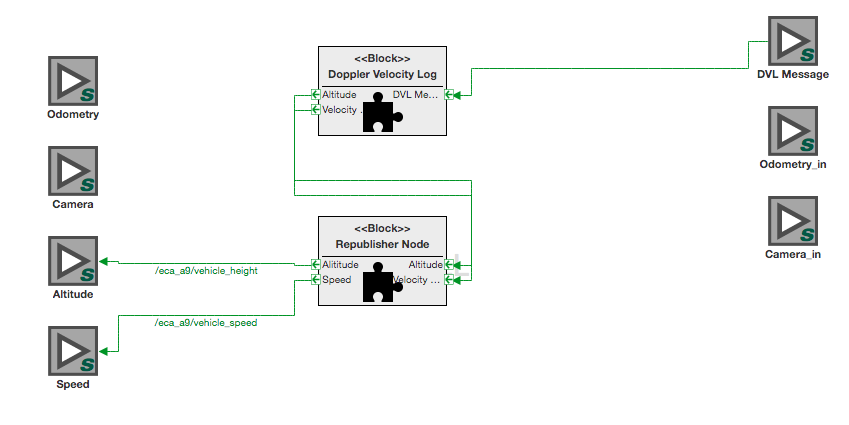 Odometry
Camera
Altitude
Speed
/eca_a9/vehicle_height
/eca_a9/vehicle_speed
<<Block>>
Doppler Velocity Log
Altitude DVL Me...
Velocity ...
<<Block>>
Republisher Node
Alititude Altitude
Speed Velocity ...
DVL Message
Odometry_in
Camera_in